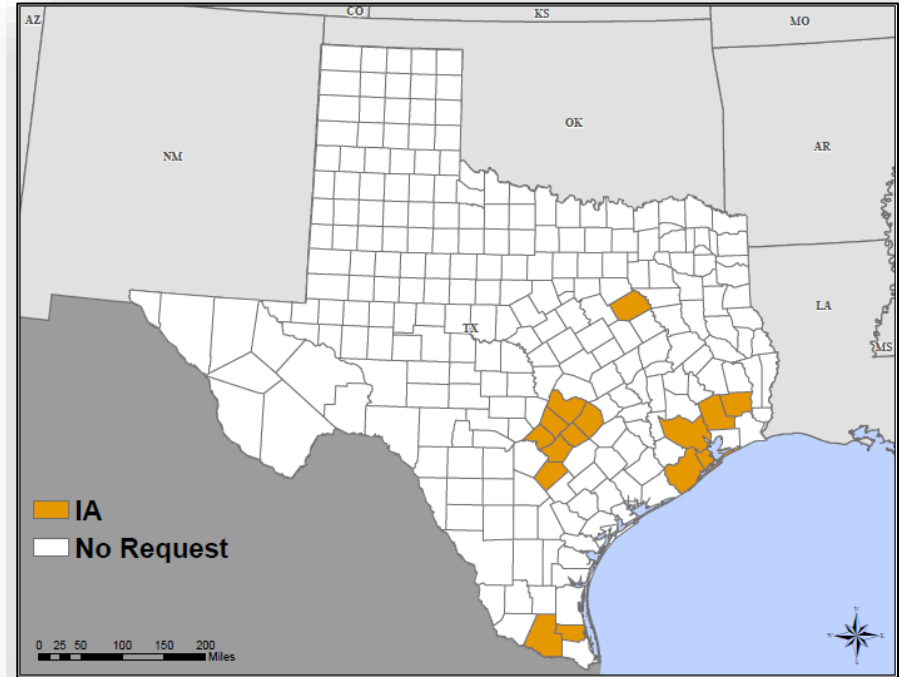 AZ
CO
KS
MO
OK
NM
AR
TX
LA
MS
IA
No Request
0 25 50 100 150 200
Miles
N
W
E
S